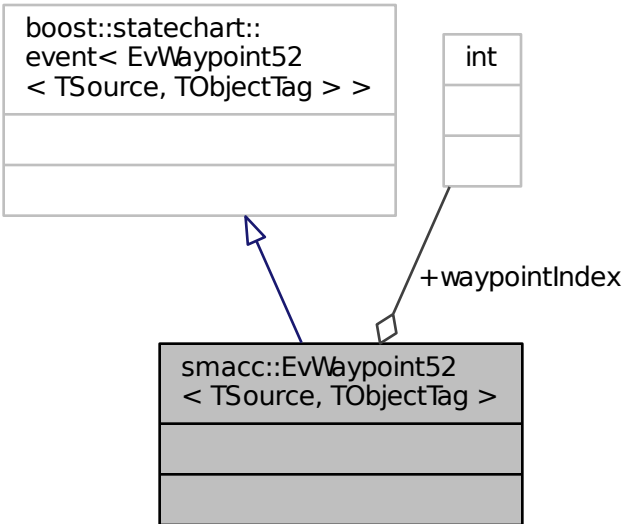 boost::statechart::
event< EvWaypoint52
< TSource, TObjectTag > >
int
+waypointIndex
smacc::EvWaypoint52
< TSource, TObjectTag >